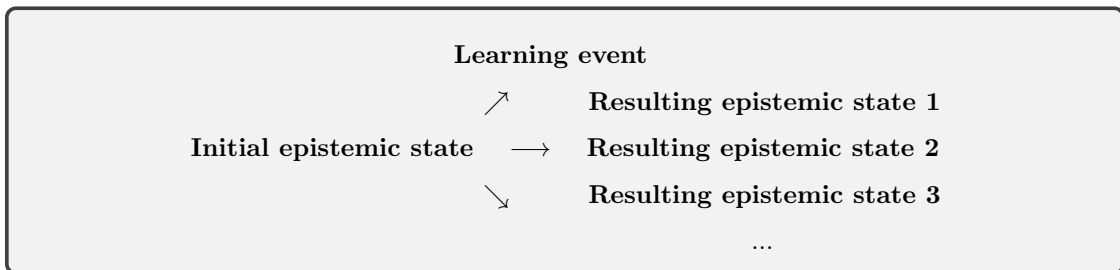 Learning event
↗ Resulting epistemic state 1
Initial epistemic state → Resulting epistemic state 2
↘ Resulting epistemic state 3
...